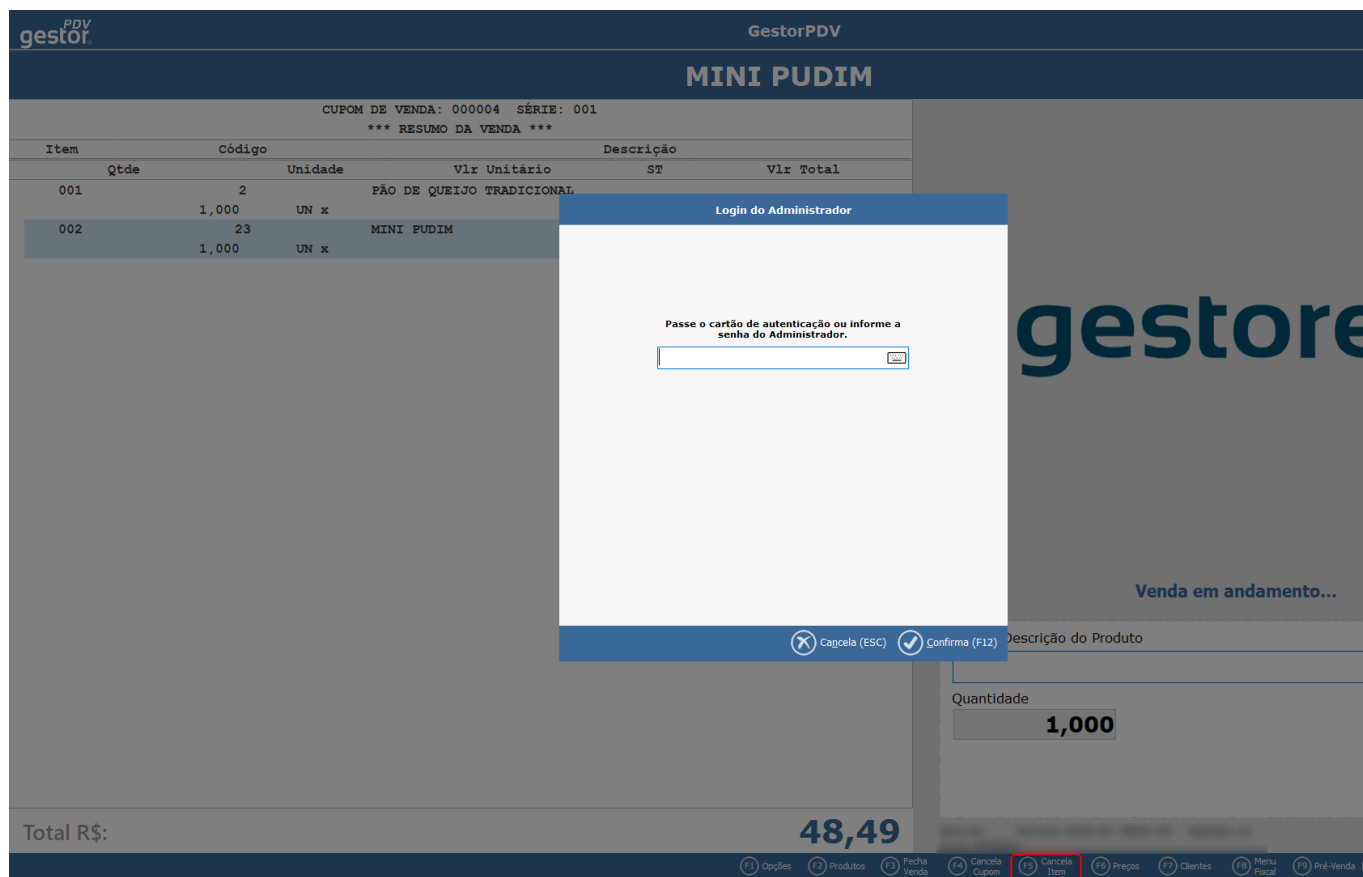 gestor PDV
GestorPDV
MINI PUDIM
CUPOM DE VENDA: 000004 SÉRIE: 001
*** RESUMO DA VENDA ***
Item Código Descrição
Qtde Unidade Vlr Unitário ST Vlr Total
001 2 PÃO DE QUEIJO TRADICIONAL
1,000 UN x
002 23 MINI PUDIM
1,000 UN x
Login do Administrador
Passe o cartão de autenticação ou informe a
senha do Administrador.
Cancela (ESC) Confirma (F12)
gestore
Venda em andamento...
Descrição do Produto
Quantidade
1,000
Total R$: 48,49
F1 Opções F2 Produtos F3 Fecha Venda F4 Cancela Cupom F5 Cancela Item F6 Preços F7 Clientes F8 Menu Fiscal F9 Pré-Venda